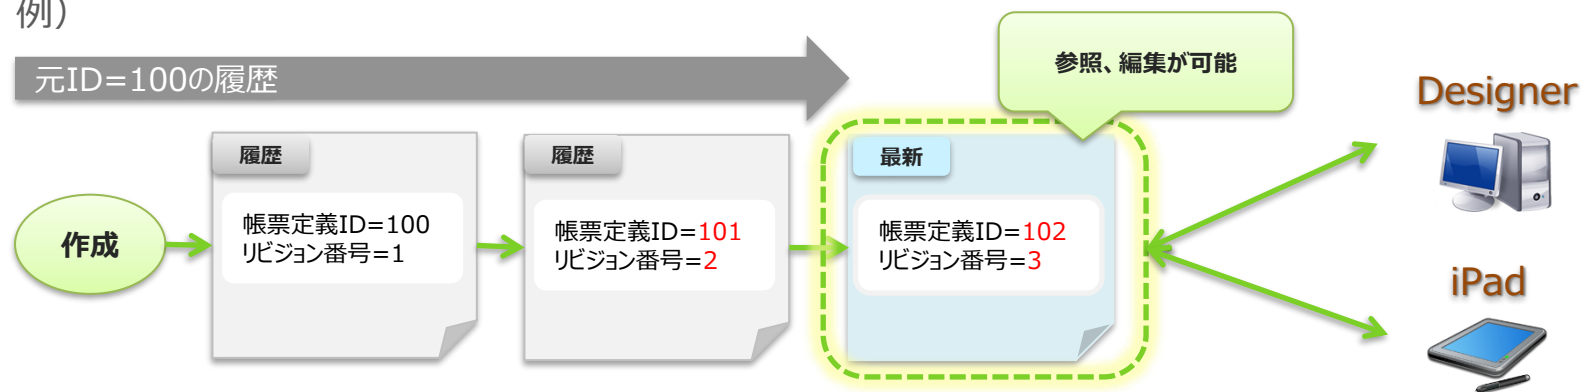 例）
元ID=100の履歴
参照、編集が可能
Designer
履歴
履歴
最新
作成
帳票定義ID=100
リビジョン番号=1
帳票定義ID=101
リビジョン番号=2
帳票定義ID=102
リビジョン番号=3
iPad